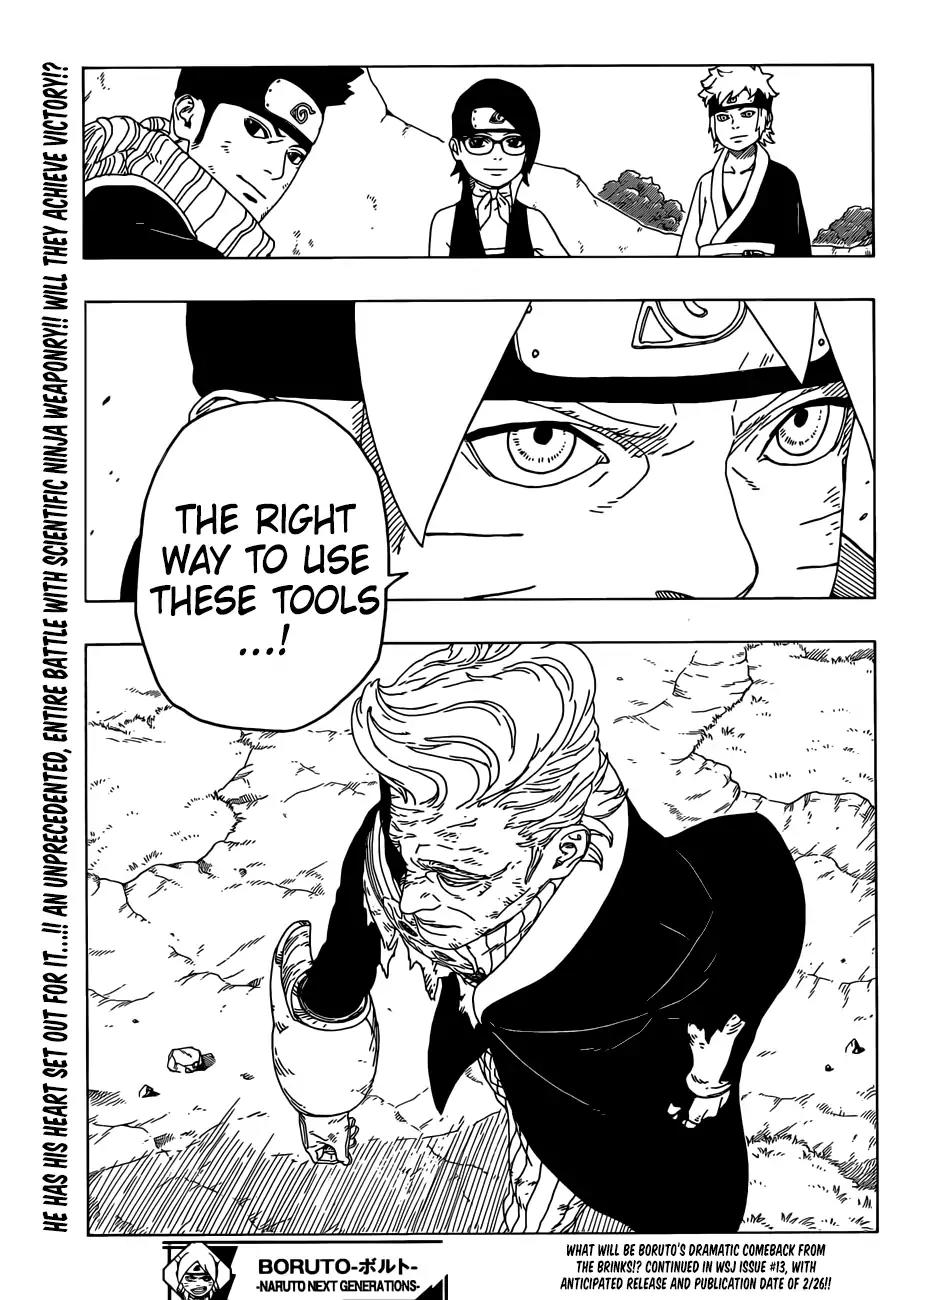 HE HAS HIS HEART SET OUT FOR IT...!! AN UNPRECEDENTED, ENTIRE BATTLE WITH SCIENTIFIC NINJA WEAPONRY!! WILL THEY ACHIEVE VICTORY!?
THE RIGHT
WAY TO USE
THESE TOOLS
...!
BORUTO-ボルト-
-NARUTO NEXT GENERATIONS-
WHAT WILL BE BORUTO'S DRAMATIC COMEBACK FROM
THE BRINKS!? CONTINUED IN WSJ ISSUE #13, WITH
ANTICIPATED RELEASE AND PUBLICATION DATE OF 2/26!!